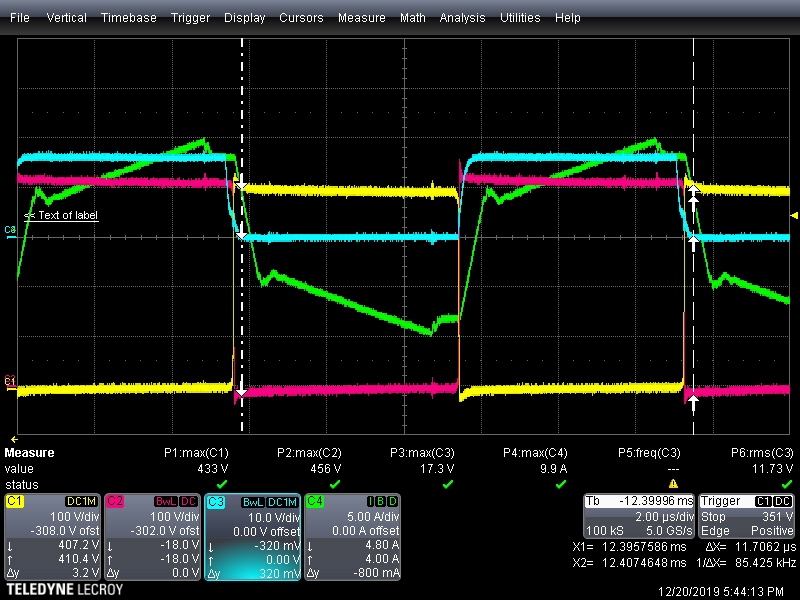 File Vertical Timebase Trigger Display Cursors Measure Math Analysis Utilities Help
<< Text of label
Measure P1:max(C1) P2:max(C2) P3:max(C3) P4:max(C4) P5:freq(C3) P6:rms(C3)
value 433 V 456 V 17.3 V 9.9 A --- 11.73 V
status
C1 DC1M C2 BwL DC C3 BwL DC1M C4 I B D Tb -12.39996 ms Trigger C1 DC
100 V/div 100 V/div 10.0 V/div 5.00 A/div 2.00 µs/div Stop 351 V
-308.0 V ofst -302.0 V ofst 0.00 V offset 0.00 A offset 100 kS 5.0 GS/s Edge Positive
↓ 407.2 V ↓ -18.0 V ↓ -320 mV ↓ 4.80 A X1= 12.3957586 ms ΔX= 11.7062 µs
↑ 410.4 V ↑ -18.0 V ↑ 0.00 V ↑ 4.00 A X2= 12.4074648 ms 1/ΔX= 85.425 kHz
Δy 3.2 V Δy 0.0 V Δy 320 mV Δy -800 mA
TELEDYNE LECROY 12/20/2019 5:44:13 PM